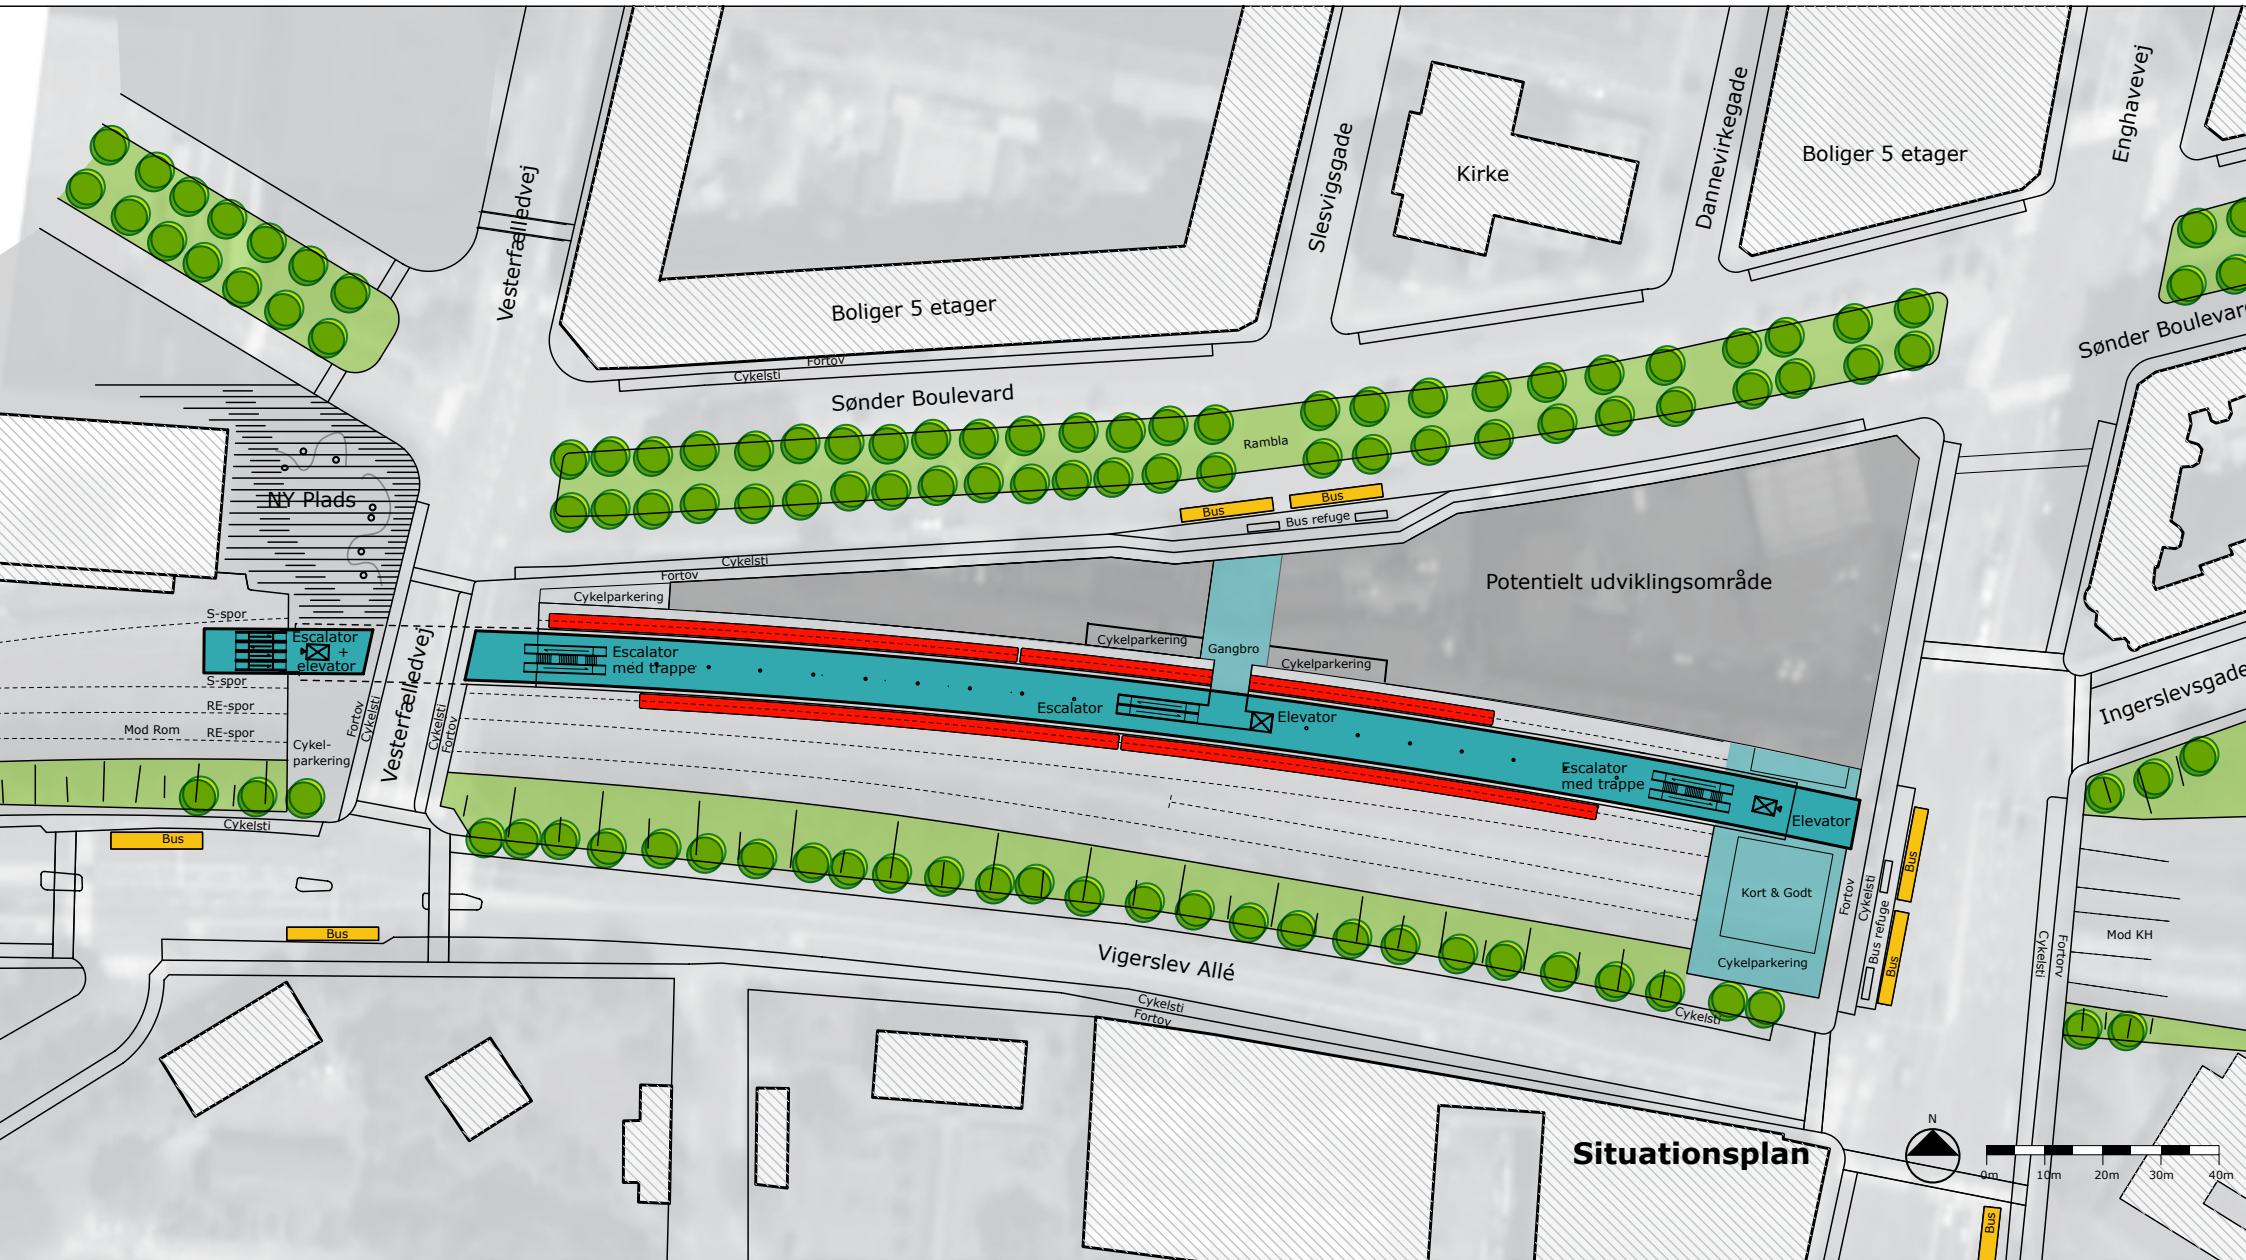 Vesterfælledvej
Slesvigsgade
Kirke
Dannevirkegade
Boliger 5 etager
Enghavevej
Boliger 5 etager
Fortov
Cykelsti
Sønder Boulevard
Sønder Boulevard
Rambla
Bus
Bus
Bus refuge
NY Plads
Cykelsti
Fortov
Cykelparkering
Potentielt udviklingsområde
S-spor
Escalator
+
elevator
S-spor
RE-spor
Mod Rom
RE-spor
Cykel-
parkering
Fortov
Cykelsti
Vesterfælledvej
Cykelsti
Fortov
Escalator
med trappe
Cykelparkering
Gangbro
Cykelparkering
Escalator
Elevator
Escalator
med trappe
Elevator
Ingerslevsgade
Cykelsti
Bus
Bus
Kort & Godt
Cykelparkering
Fortov
Cykelsti
Bus refuge
Bus
Bus
Cykelsti
Fortorv
Mod KH
Vigerslev Allé
Cykelsti
Fortov
Cykelsti
Situationsplan
N
0m
10m
20m
30m
40m
Bus